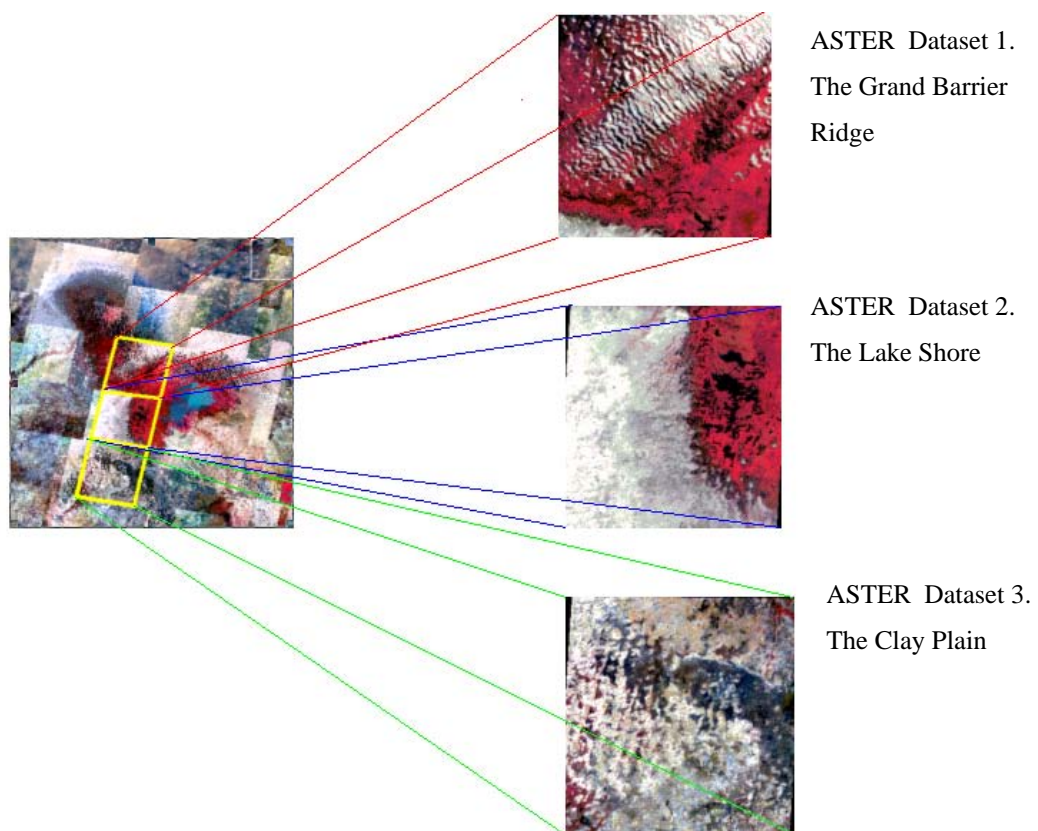 ASTER Dataset 1.
The Grand Barrier
Ridge
ASTER Dataset 2.
The Lake Shore
ASTER Dataset 3.
The Clay Plain